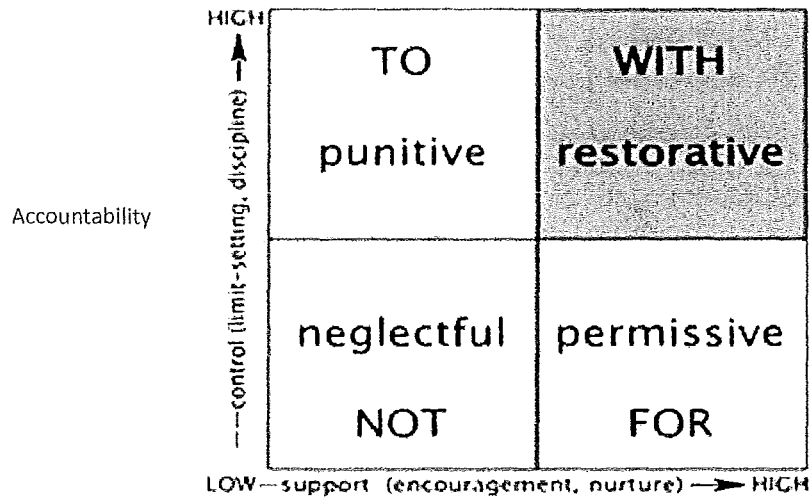 HIGH
TO
WITH
punitive
restorative
Accountability
control (limit-setting, discipline)
neglectful
permissive
NOT
FOR
LOW—support (encouragement, nurture) → HIGH